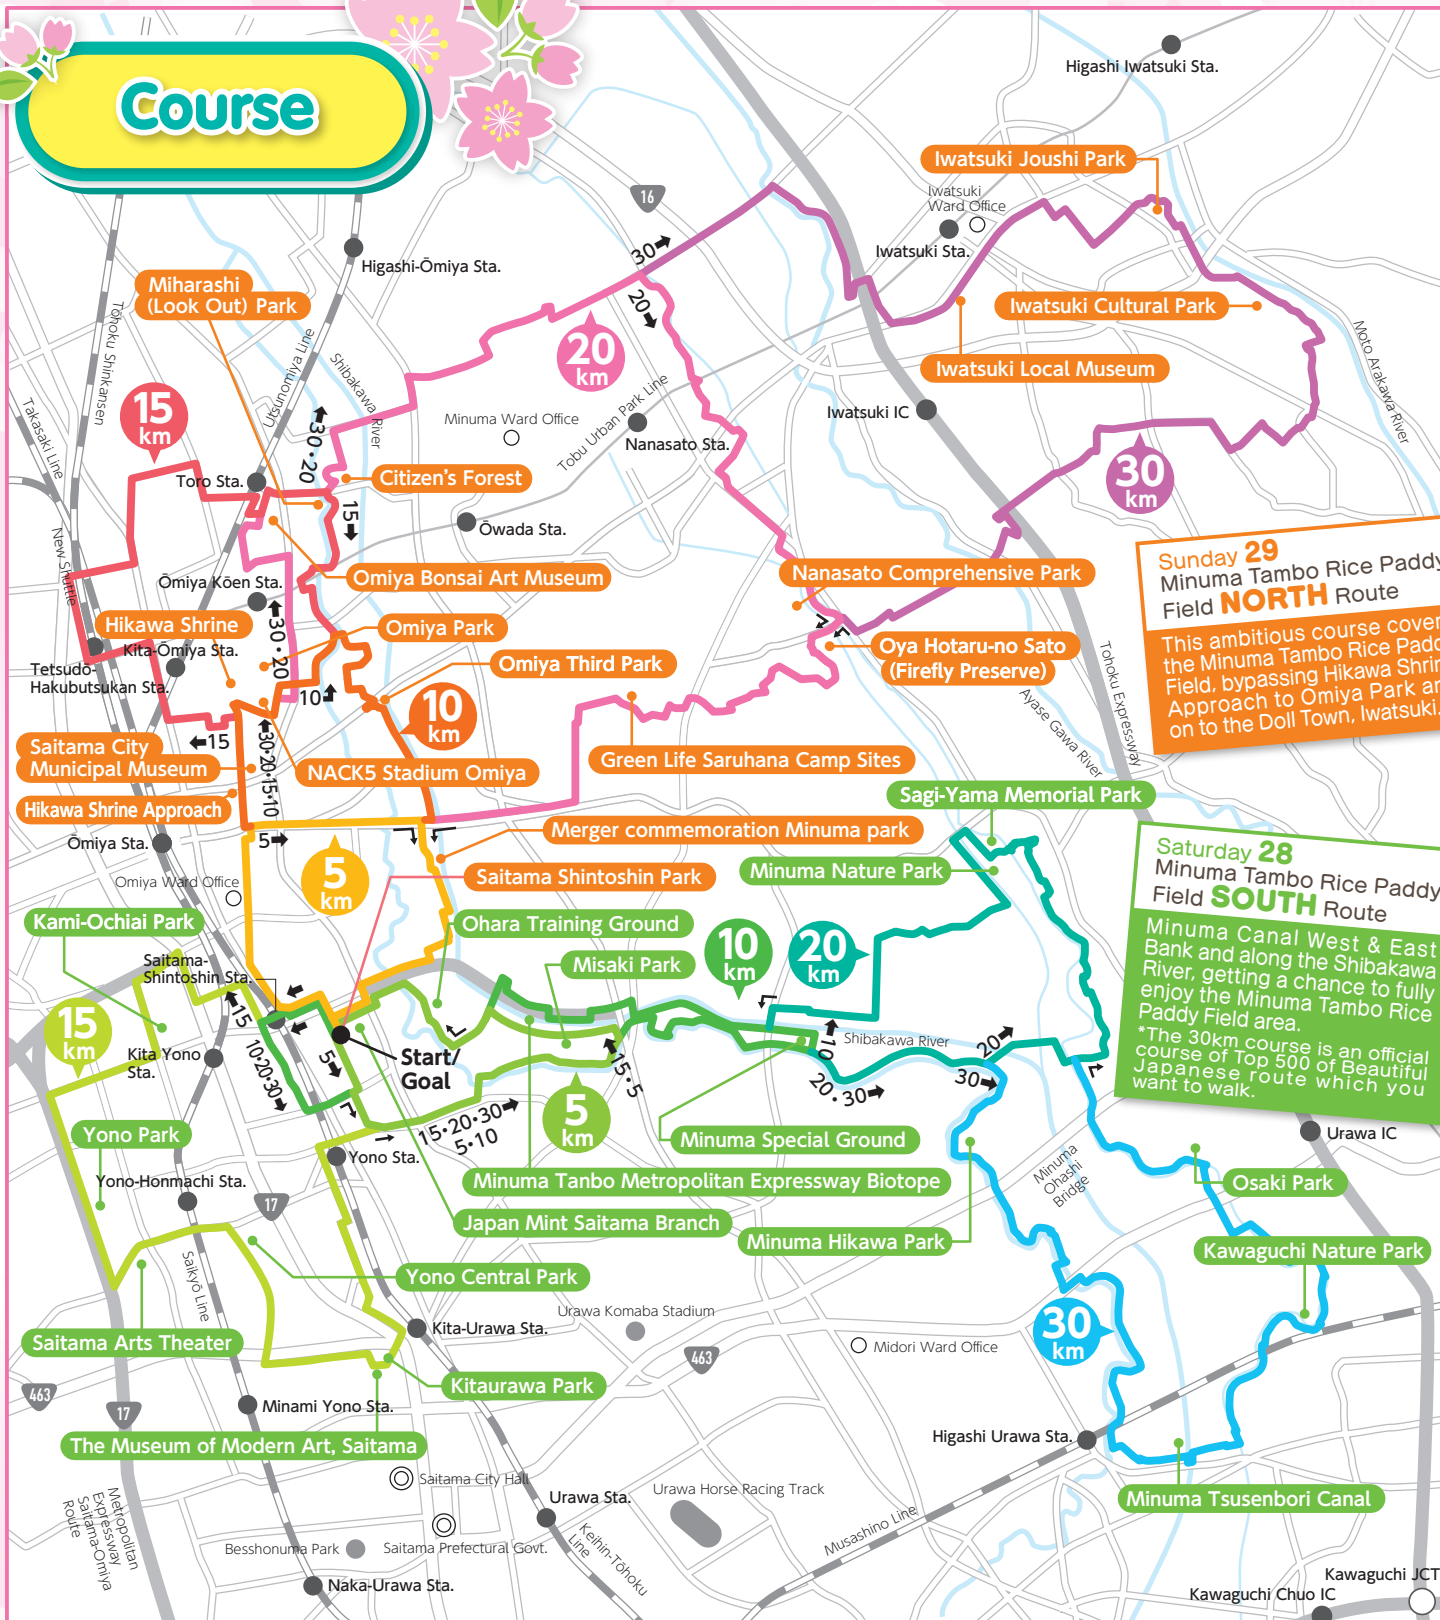 Course
16
Higashi Iwatsuki Sta.
Iwatsuki Joushi Park
Iwatsuki
Ward Office
Iwatsuki Sta.
30➡
Higashi-Ōmiya Sta.
Miharashi
(Look Out) Park
Tōhoku Shinkansen
Utsunomiya Line
Shibakawa River
20➡
20
km
Iwatsuki Cultural Park
Iwatsuki Local Museum
Moto Arakawa River
Takasaki Line
15
km
Minuma Ward Office
Tobu Urban Park Line
Nanasato Sta.
Iwatsuki IC
⬅30・20
Toro Sta.
Citizen's Forest
30
km
15➡
Ōwada Sta.
New Shuttle
Ōmiya Kōen Sta.
Omiya Bonsai Art Museum
Nanasato Comprehensive Park
Sunday 29
Minuma Tambo Rice Paddy
Field NORTH Route
This ambitious course cover
the Minuma Tambo Rice Padd
Field, bypassing Hikawa Shrin
Approach to Omiya Park an
on to the Doll Town, Iwatsuki.
Hikawa Shrine
⬅30・20
Omiya Park
Kita-Ōmiya Sta.
Tetsudō-
Hakubutsukan Sta.
Omiya Third Park
Oya Hotaru-no Sato
(Firefly Preserve)
Tohoku Expressway
Ayase Gawa River
10⬆
10
km
⬅15
Saitama City
Municipal Museum
⬅30・20・15・10
NACK5 Stadium Omiya
Green Life Saruhana Camp Sites
Hikawa Shrine Approach
Sagi-Yama Memorial Park
Ōmiya Sta.
5➡
Merger commemoration Minuma park
Omiya Ward Office
5
km
Saitama Shintoshin Park
Minuma Nature Park
Saturday 28
Minuma Tambo Rice Paddy
Field SOUTH Route
Minuma Canal West & East
Bank and along the Shibakawa
River, getting a chance to fully
enjoy the Minuma Tambo Rice
Paddy Field area.
*The 30km course is an official
course of Top 500 of Beautiful
Japanese route which you
want to walk.
Kami-Ochiai Park
Ohara Training Ground
Saitama-
Shintoshin Sta.
Misaki Park
10
km
20
km
⬅15
15
km
Kita Yono
Sta.
10・20・30➡
5➡
Start/
Goal
⬅15・5
⬅10
Shibakawa River
20➡
30➡
20・30➡
5
km
15・20・30➡
5・10
Yono Park
Yono Sta.
Minuma Special Ground
Urawa IC
Yono-Honmachi Sta.
17
Minuma Tanbo Metropolitan Expressway Biotope
Minuma
Ohashi
Bridge
Osaki Park
Japan Mint Saitama Branch
Minuma Hikawa Park
Kawaguchi Nature Park
Saikyō Line
Yono Central Park
Urawa Komaba Stadium
Saitama Arts Theater
Kita-Urawa Sta.
Midori Ward Office
30
km
463
463
Kitaurawa Park
17
Minami Yono Sta.
The Museum of Modern Art, Saitama
Higashi Urawa Sta.
Saitama City Hall
Urawa Sta.
Urawa Horse Racing Track
Minuma Tsusenbori Canal
Metropolitan
Expressway
Saitama-Omiya
Route
Musashino Line
Besshonuma Park
Saitama Prefectural Govt.
Keihin-Tōhoku
Line
Naka-Urawa Sta.
Kawaguchi JCT
Kawaguchi Chuo IC